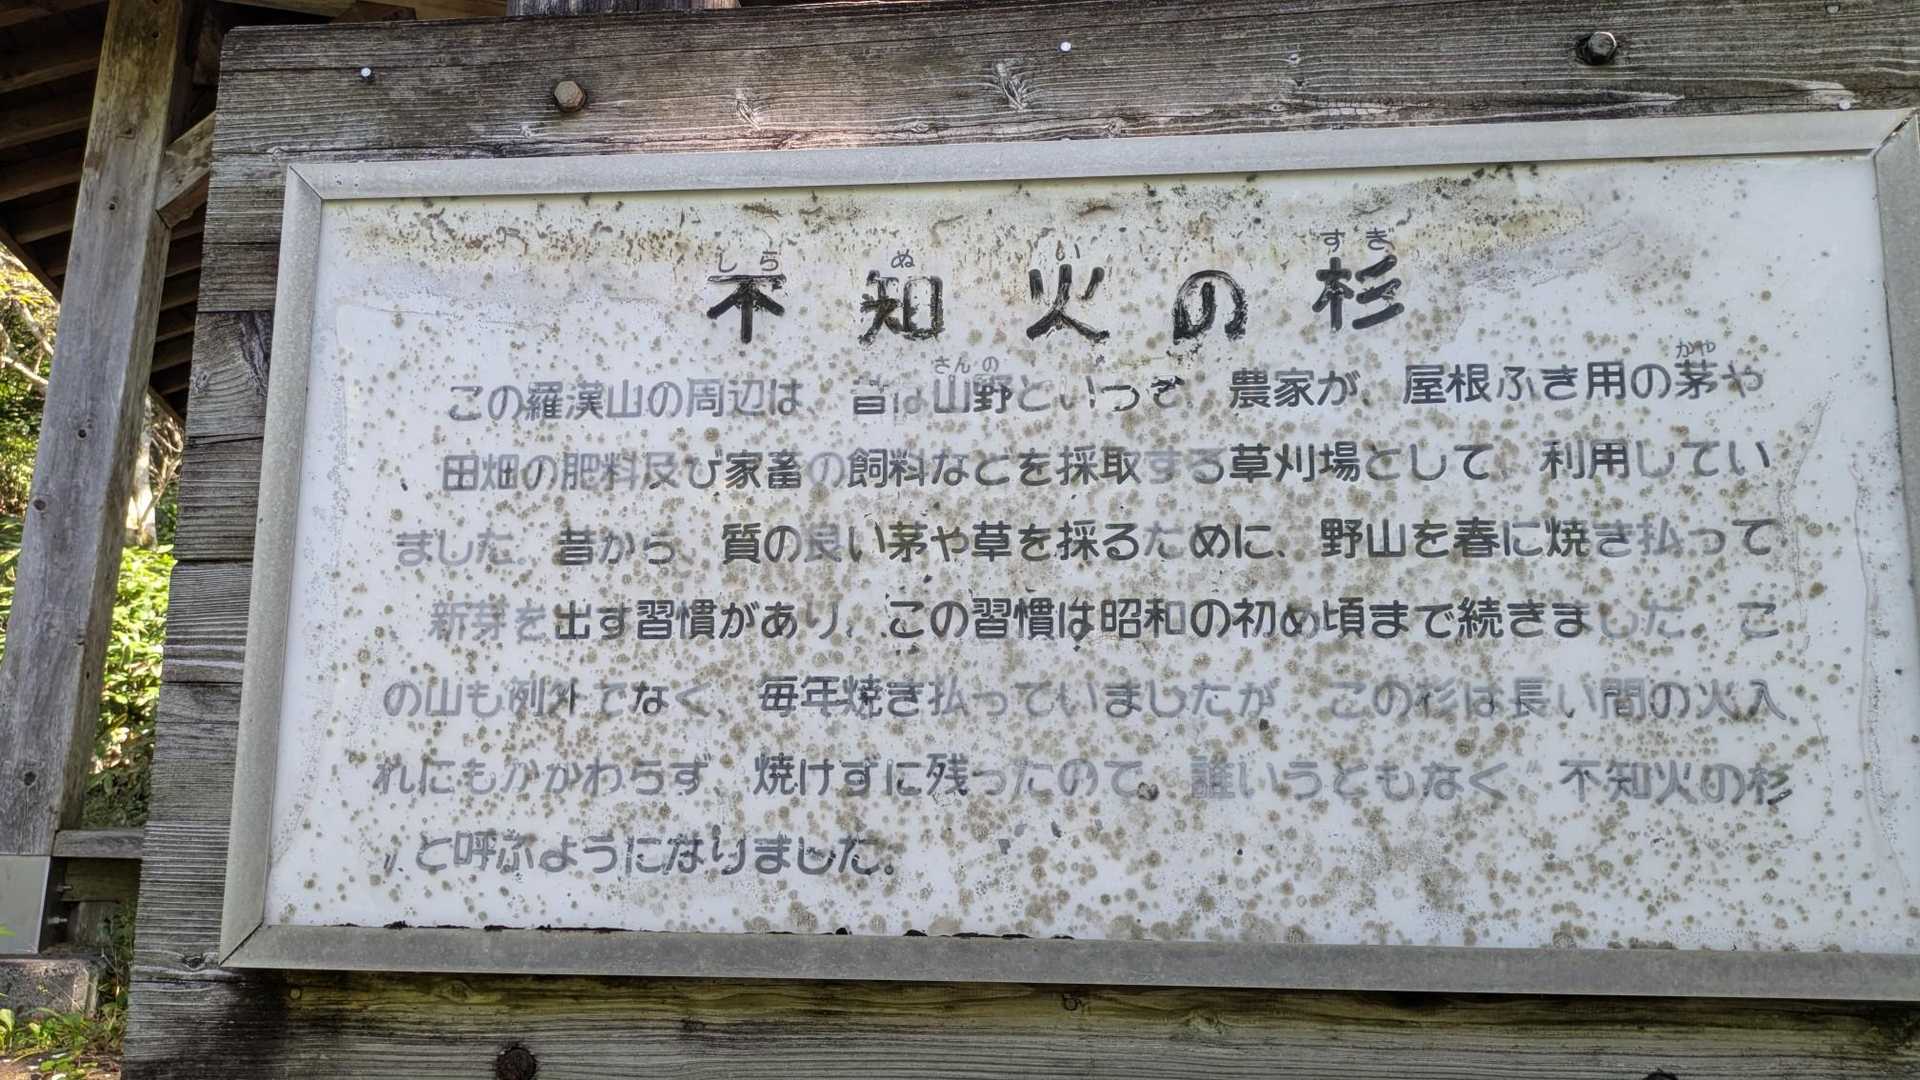 しらぬい すぎ
不知火の杉
さんの かや
この羅漢山の周辺は、昔は山野といつて、農家が、屋根ふき用の茅や
、田畑の肥料及び家畜の飼料などを採取する草刈場として、利用してい
ました。昔から、質の良い茅や草を採るために、野山を春に焼き払って
新芽を出す習慣があり、この習慣は昭和の初め頃まで続きました。こ
の山も例外でなく、毎年焼き払っていましたが、この杉は長い間の火入
れにもかかわらず、焼けずに残ったので、誰いうともなく〝不知火の杉
〟と呼ぶようになりました。